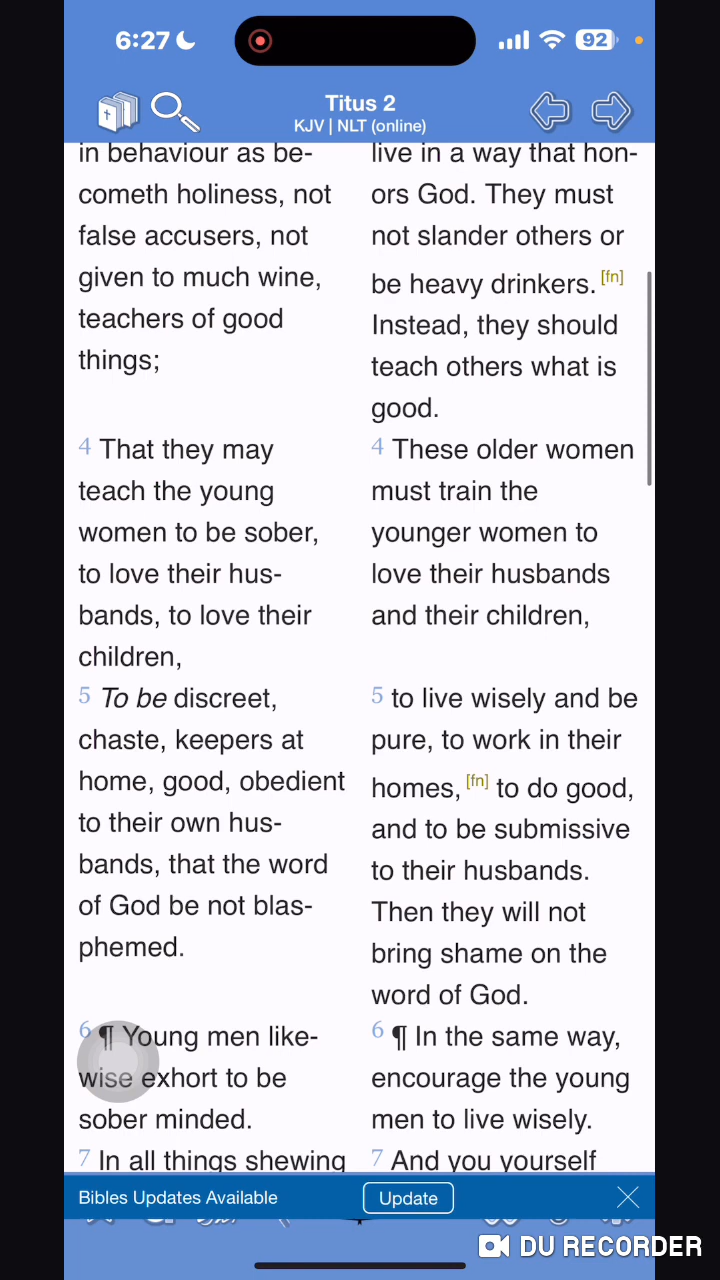 6:27
92
Titus 2
KJV | NLT (online)
in behaviour as be-
cometh holiness, not
false accusers, not
given to much wine,
teachers of good
things;
4 That they may
teach the young
women to be sober,
to love their hus-
bands, to love their
children,
5 To be discreet,
chaste, keepers at
home, good, obedient
to their own hus-
bands, that the word
of God be not blas-
phemed.
6 ¶ Young men like-
wise exhort to be
sober minded.
7 In all things shewing
live in a way that hon-
ors God. They must
not slander others or
be heavy drinkers. [fn]
Instead, they should
teach others what is
good.
4 These older women
must train the
younger women to
love their husbands
and their children,
5 to live wisely and be
pure, to work in their
homes, [fn] to do good,
and to be submissive
to their husbands.
Then they will not
bring shame on the
word of God.
6 ¶ In the same way,
encourage the young
men to live wisely.
7 And you yourself
Bibles Updates Available
Update
DU RECORDER